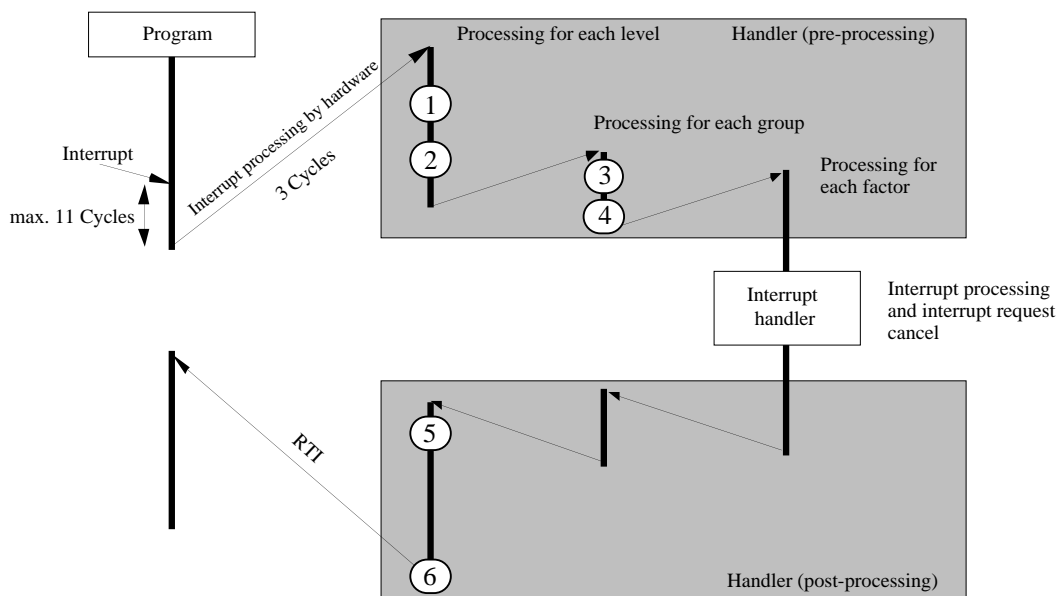 Program
Processing for each level
Handler (pre-processing)
Interrupt processing by hardware
3 Cycles
1
2
Processing for each group
3
4
Processing for
each factor
Interrupt
max. 11 Cycles
Interrupt
handler
Interrupt processing
and interrupt request
cancel
RTI
5
6
Handler (post-processing)